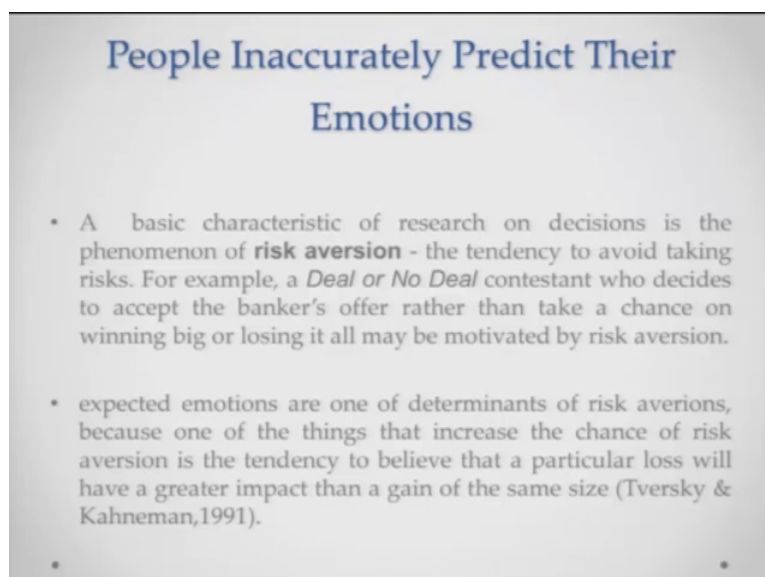 People Inaccurately Predict Their
Emotions
• A basic characteristic of research on decisions is the
phenomenon of risk aversion - the tendency to avoid taking
risks. For example, a Deal or No Deal contestant who decides
to accept the banker's offer rather than take a chance on
winning big or losing it all may be motivated by risk aversion.
• expected emotions are one of determinants of risk averions,
because one of the things that increase the chance of risk
aversion is the tendency to believe that a particular loss will
have a greater impact than a gain of the same size (Tversky &
Kahneman,1991).